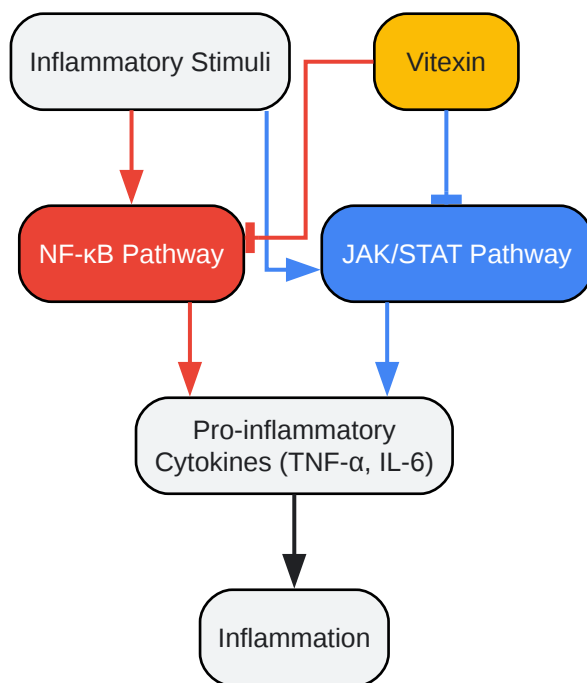 Inflammatory Stimuli
Vitexin
NF-κB Pathway
JAK/STAT Pathway
Pro-inflammatory
Cytokines (TNF-α, IL-6)
Inflammation